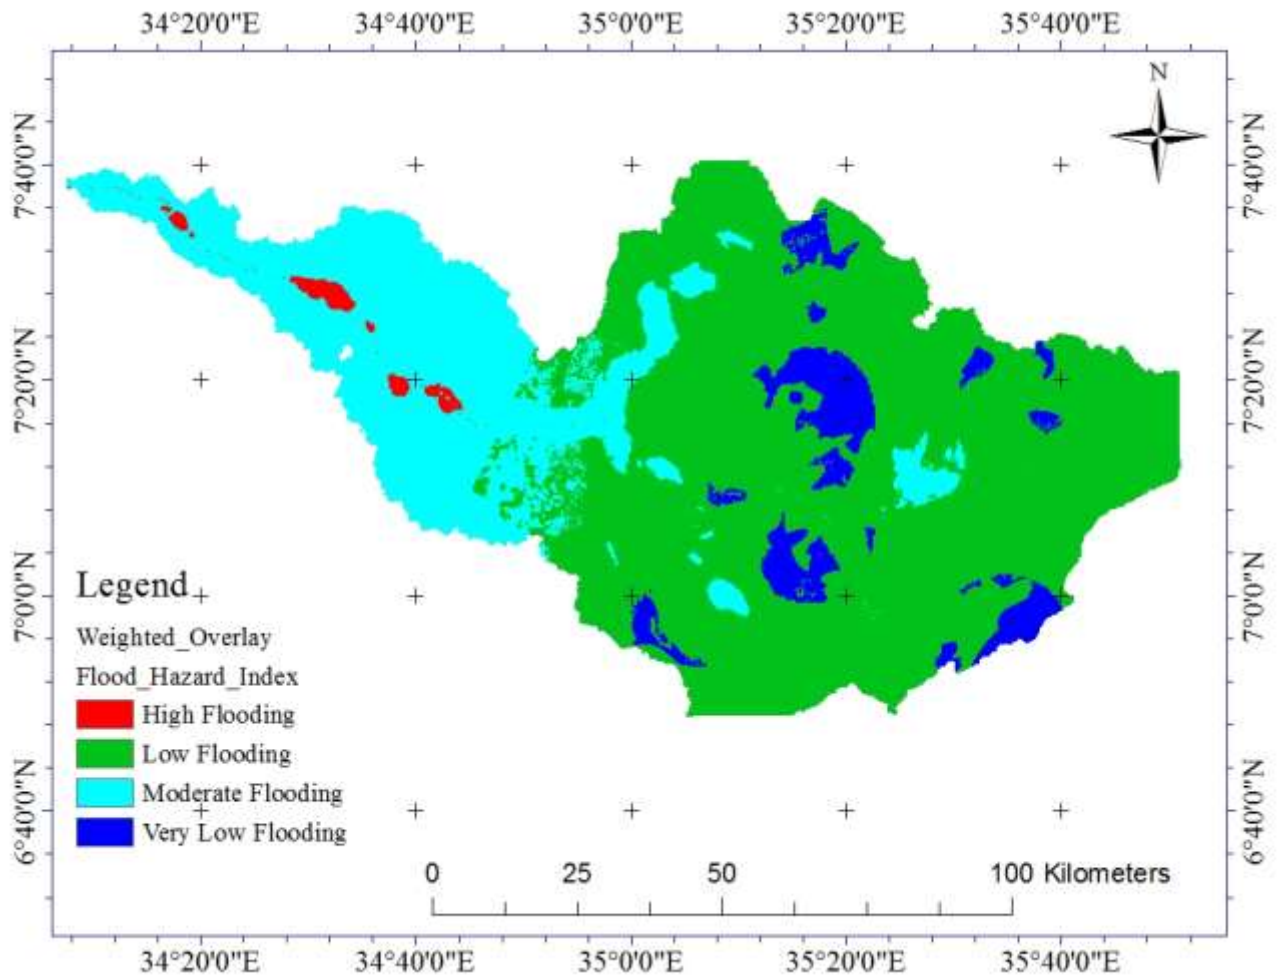 34°20'0"E 34°40'0"E 35°0'0"E 35°20'0"E 35°40'0"E
N
7°40'0"N 7°40'0"N
7°20'0"N 7°20'0"N
7°0'0"N 7°0'0"N
6°40'0"N 6°40'0"N
Legend
Weighted_Overlay
Flood_Hazard_Index
High Flooding
Low Flooding
Moderate Flooding
Very Low Flooding
0 25 50 100 Kilometers
34°20'0"E 34°40'0"E 35°0'0"E 35°20'0"E 35°40'0"E